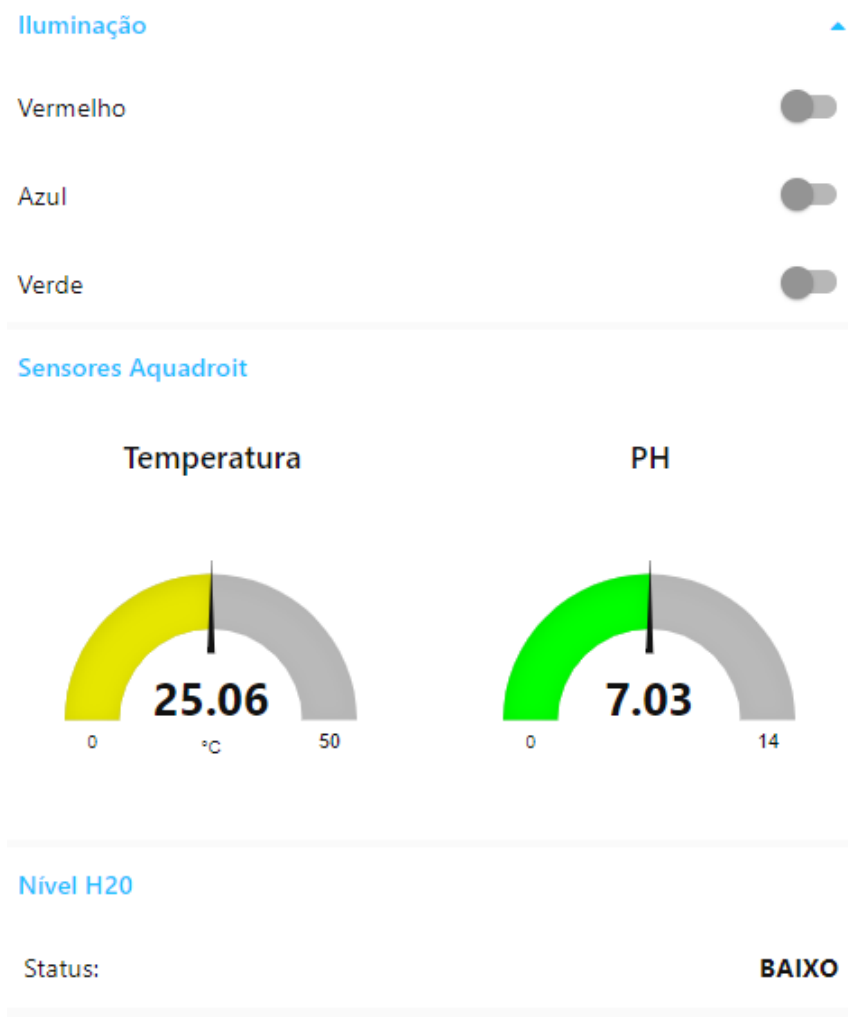 Iluminação
Vermelho
Azul
Verde
Sensores Aquadroit
Temperatura
PH
25.06
0
°C
50
7.03
0
14
Nível H20
Status:
BAIXO